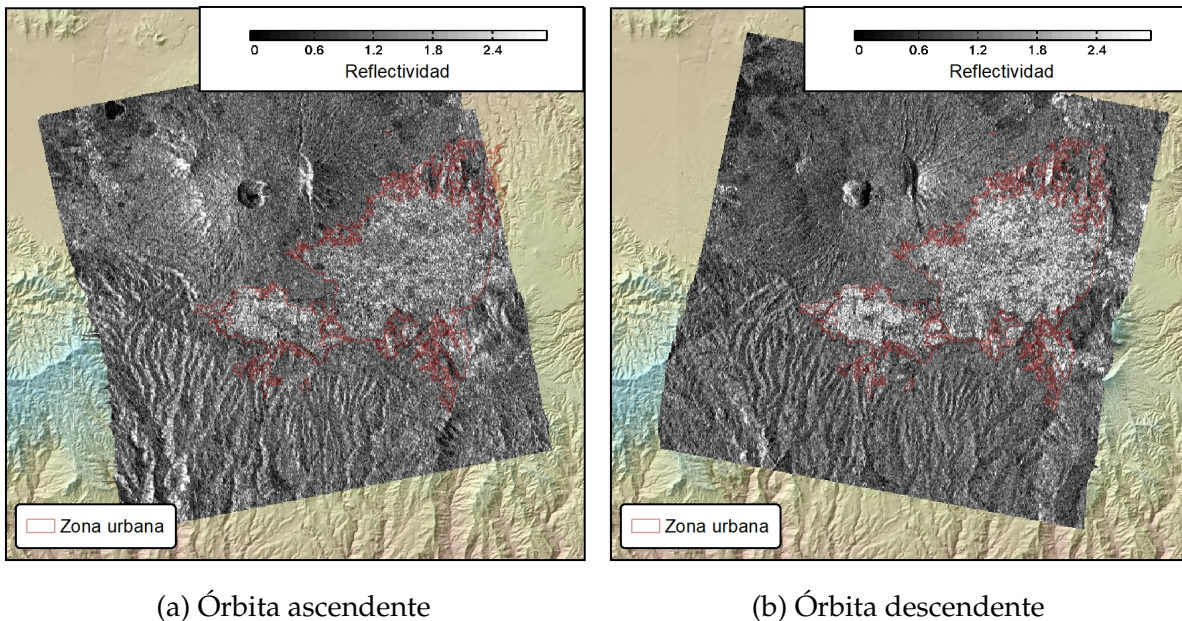 0 0.6 1.2 1.8 2.4
Reflectividad
Zona urbana
(a) Órbita ascendente
0 0.6 1.2 1.8 2.4
Reflectividad
Zona urbana
(b) Órbita descendente